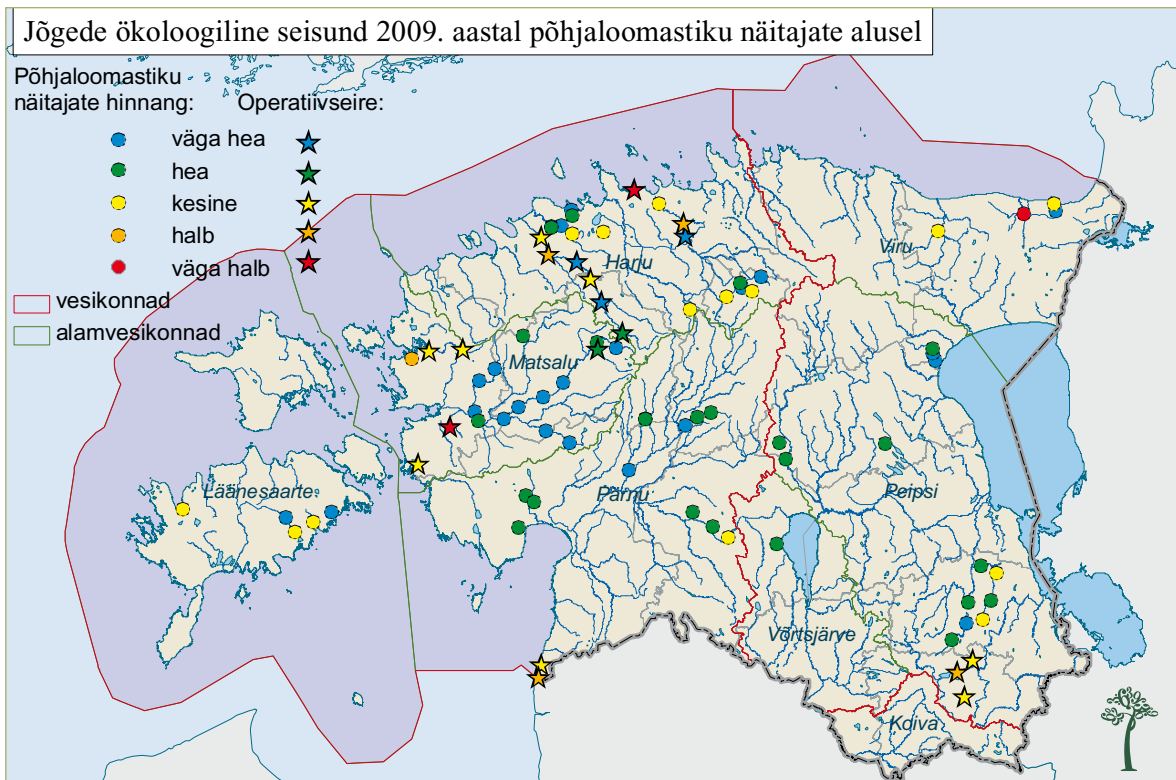 Jõgede ökoloogiline seisund 2009. aastal põhjaloomastiku näitajate alusel
Põhjaloomastiku
näitajate hinnang: Operatiivseire:
väga hea
hea
kesine
halb
väga halb
vesikonnad
alamvesikonnad
Viru
Harju
Matsalu
Läänesaarte
Pärnu
Peipsi
Võrtsjärve
Koiva